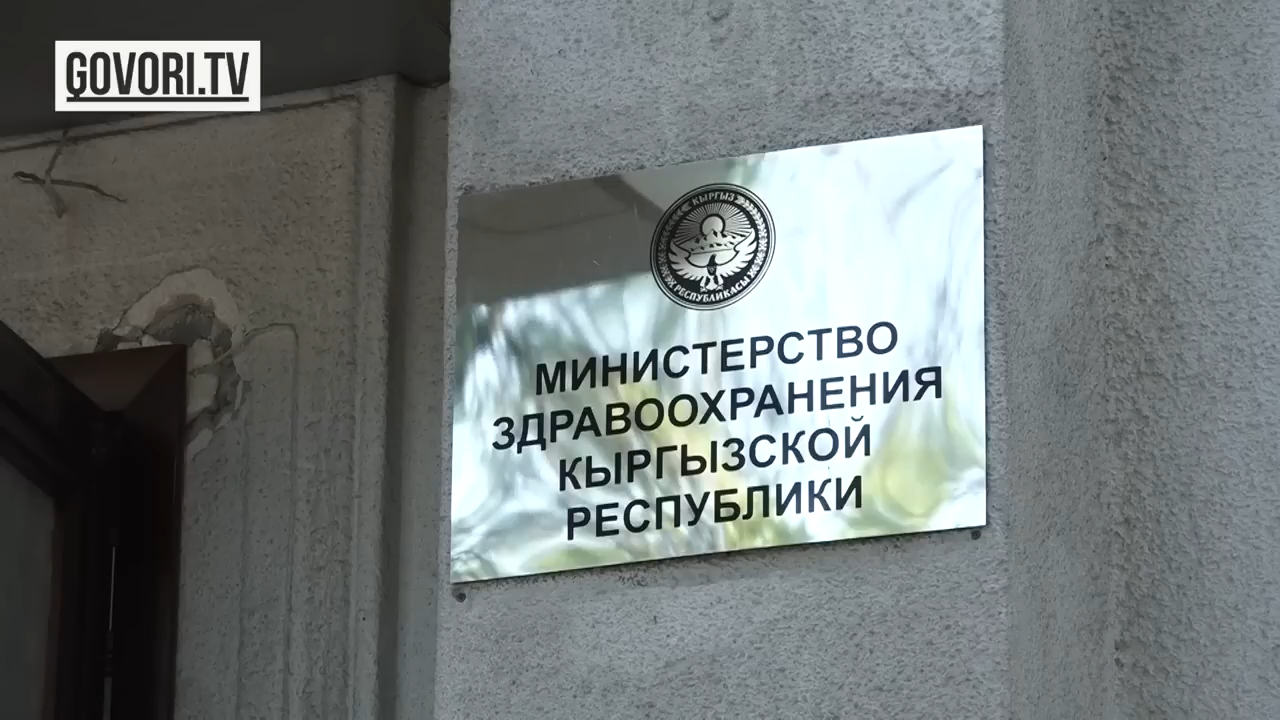 GOVORI.TV
КЫРГЫЗ
РЕСПУБЛИКАСЫ
МИНИСТЕРСТВО
ЗДРАВООХРАНЕНИЯ
КЫРГЫЗСКОЙ
РЕСПУБЛИКИ